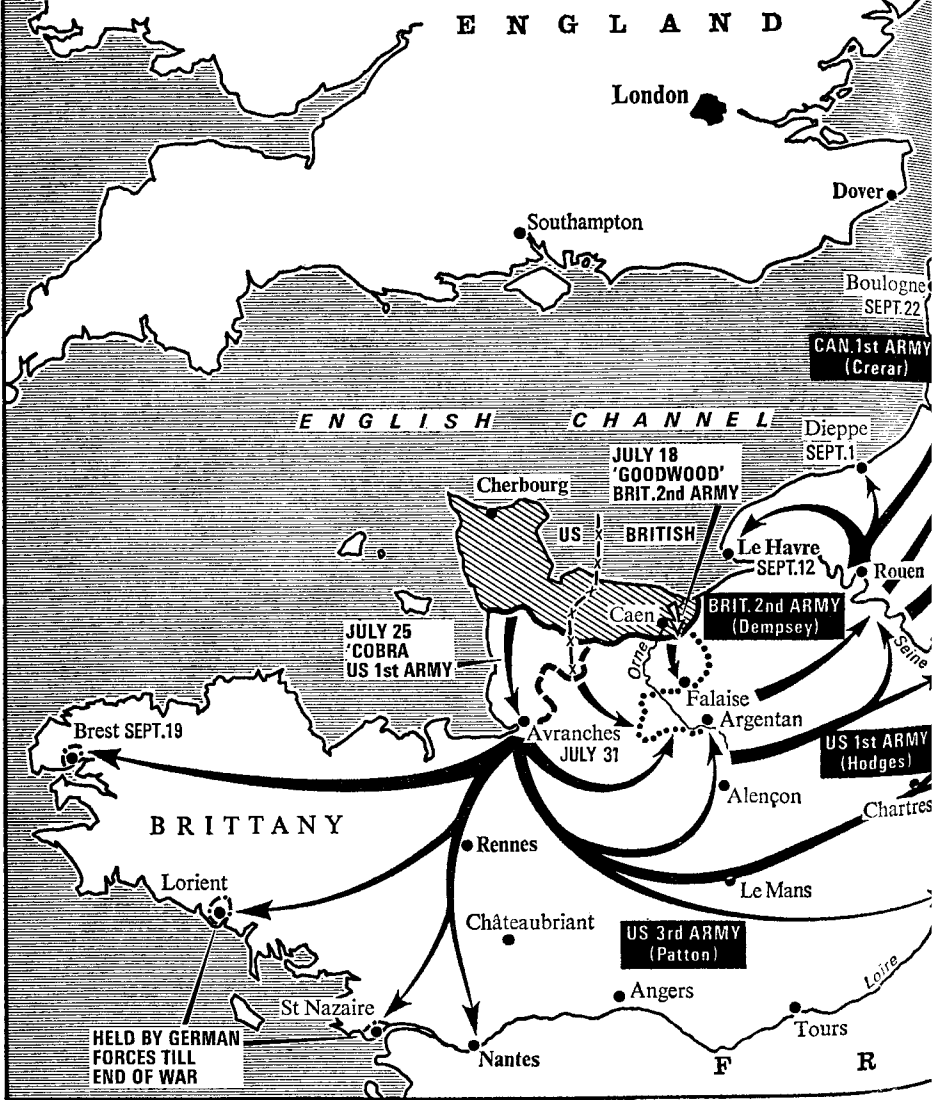 ENGLAND
London
Dover
Southampton
Boulogne
SEPT.22
CAN.1st ARMY
(Crerar)
ENGLISH CHANNEL
Dieppe
SEPT.1
JULY 18
'GOODWOOD'
BRIT.2nd ARMY
Cherbourg
US
BRITISH
Le Havre
SEPT.12
Rouen
Caen
BRIT.2nd ARMY
(Dempsey)
JULY 25
'COBRA
US 1st ARMY
Orne
Seine
Falaise
Argentan
Brest SEPT.19
Avranches
JULY 31
US 1st ARMY
(Hodges)
Alençon
Chartres
BRITTANY
Rennes
Le Mans
Lorient
Châteaubriant
US 3rd ARMY
(Patton)
Loire
Angers
St Nazaire
Tours
HELD BY GERMAN
FORCES TILL
END OF WAR
Nantes
F R